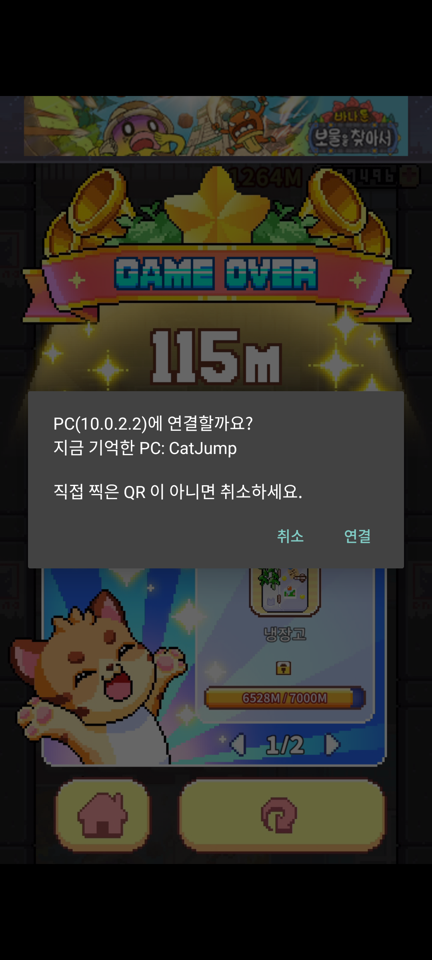 바나툰
보물을 찾아서
1264M
GAME OVER
115M
PC(10.0.2.2)에 연결할까요?
지금 기억한 PC: CatJump
직접 찍은 QR 이 아니면 취소하세요.
취소
연결
냉장고
6528M / 7000M
1/2